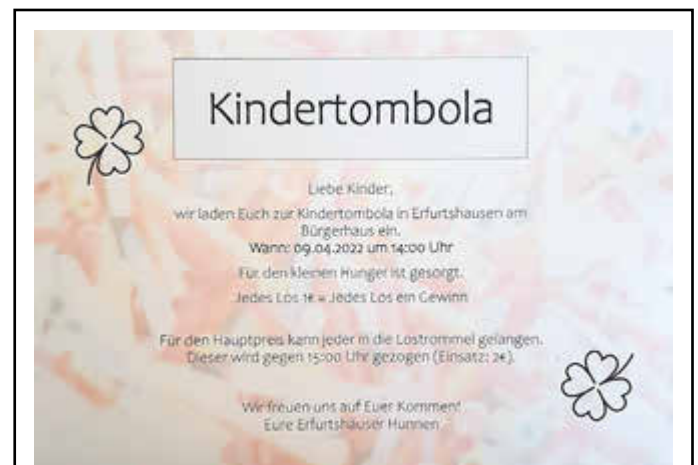 Kindertombola
Liebe Kinder,
wir laden Euch zur Kindertombola in Erfurtshausen am
Bürgerhaus ein.
Wann: 09.04.2022 um 14:00 Uhr
Für den kleinen Hunger ist gesorgt.
Jedes Los 1€ = Jedes Los ein Gewinn
Für den Hauptpreis kann jeder in die Lostrommel gelangen.
Dieser wird gegen 15:00 Uhr gezogen (Einsatz: 2€).
Wir freuen uns auf Euer Kommen!
Eure Erfurtshäuser Hunnen